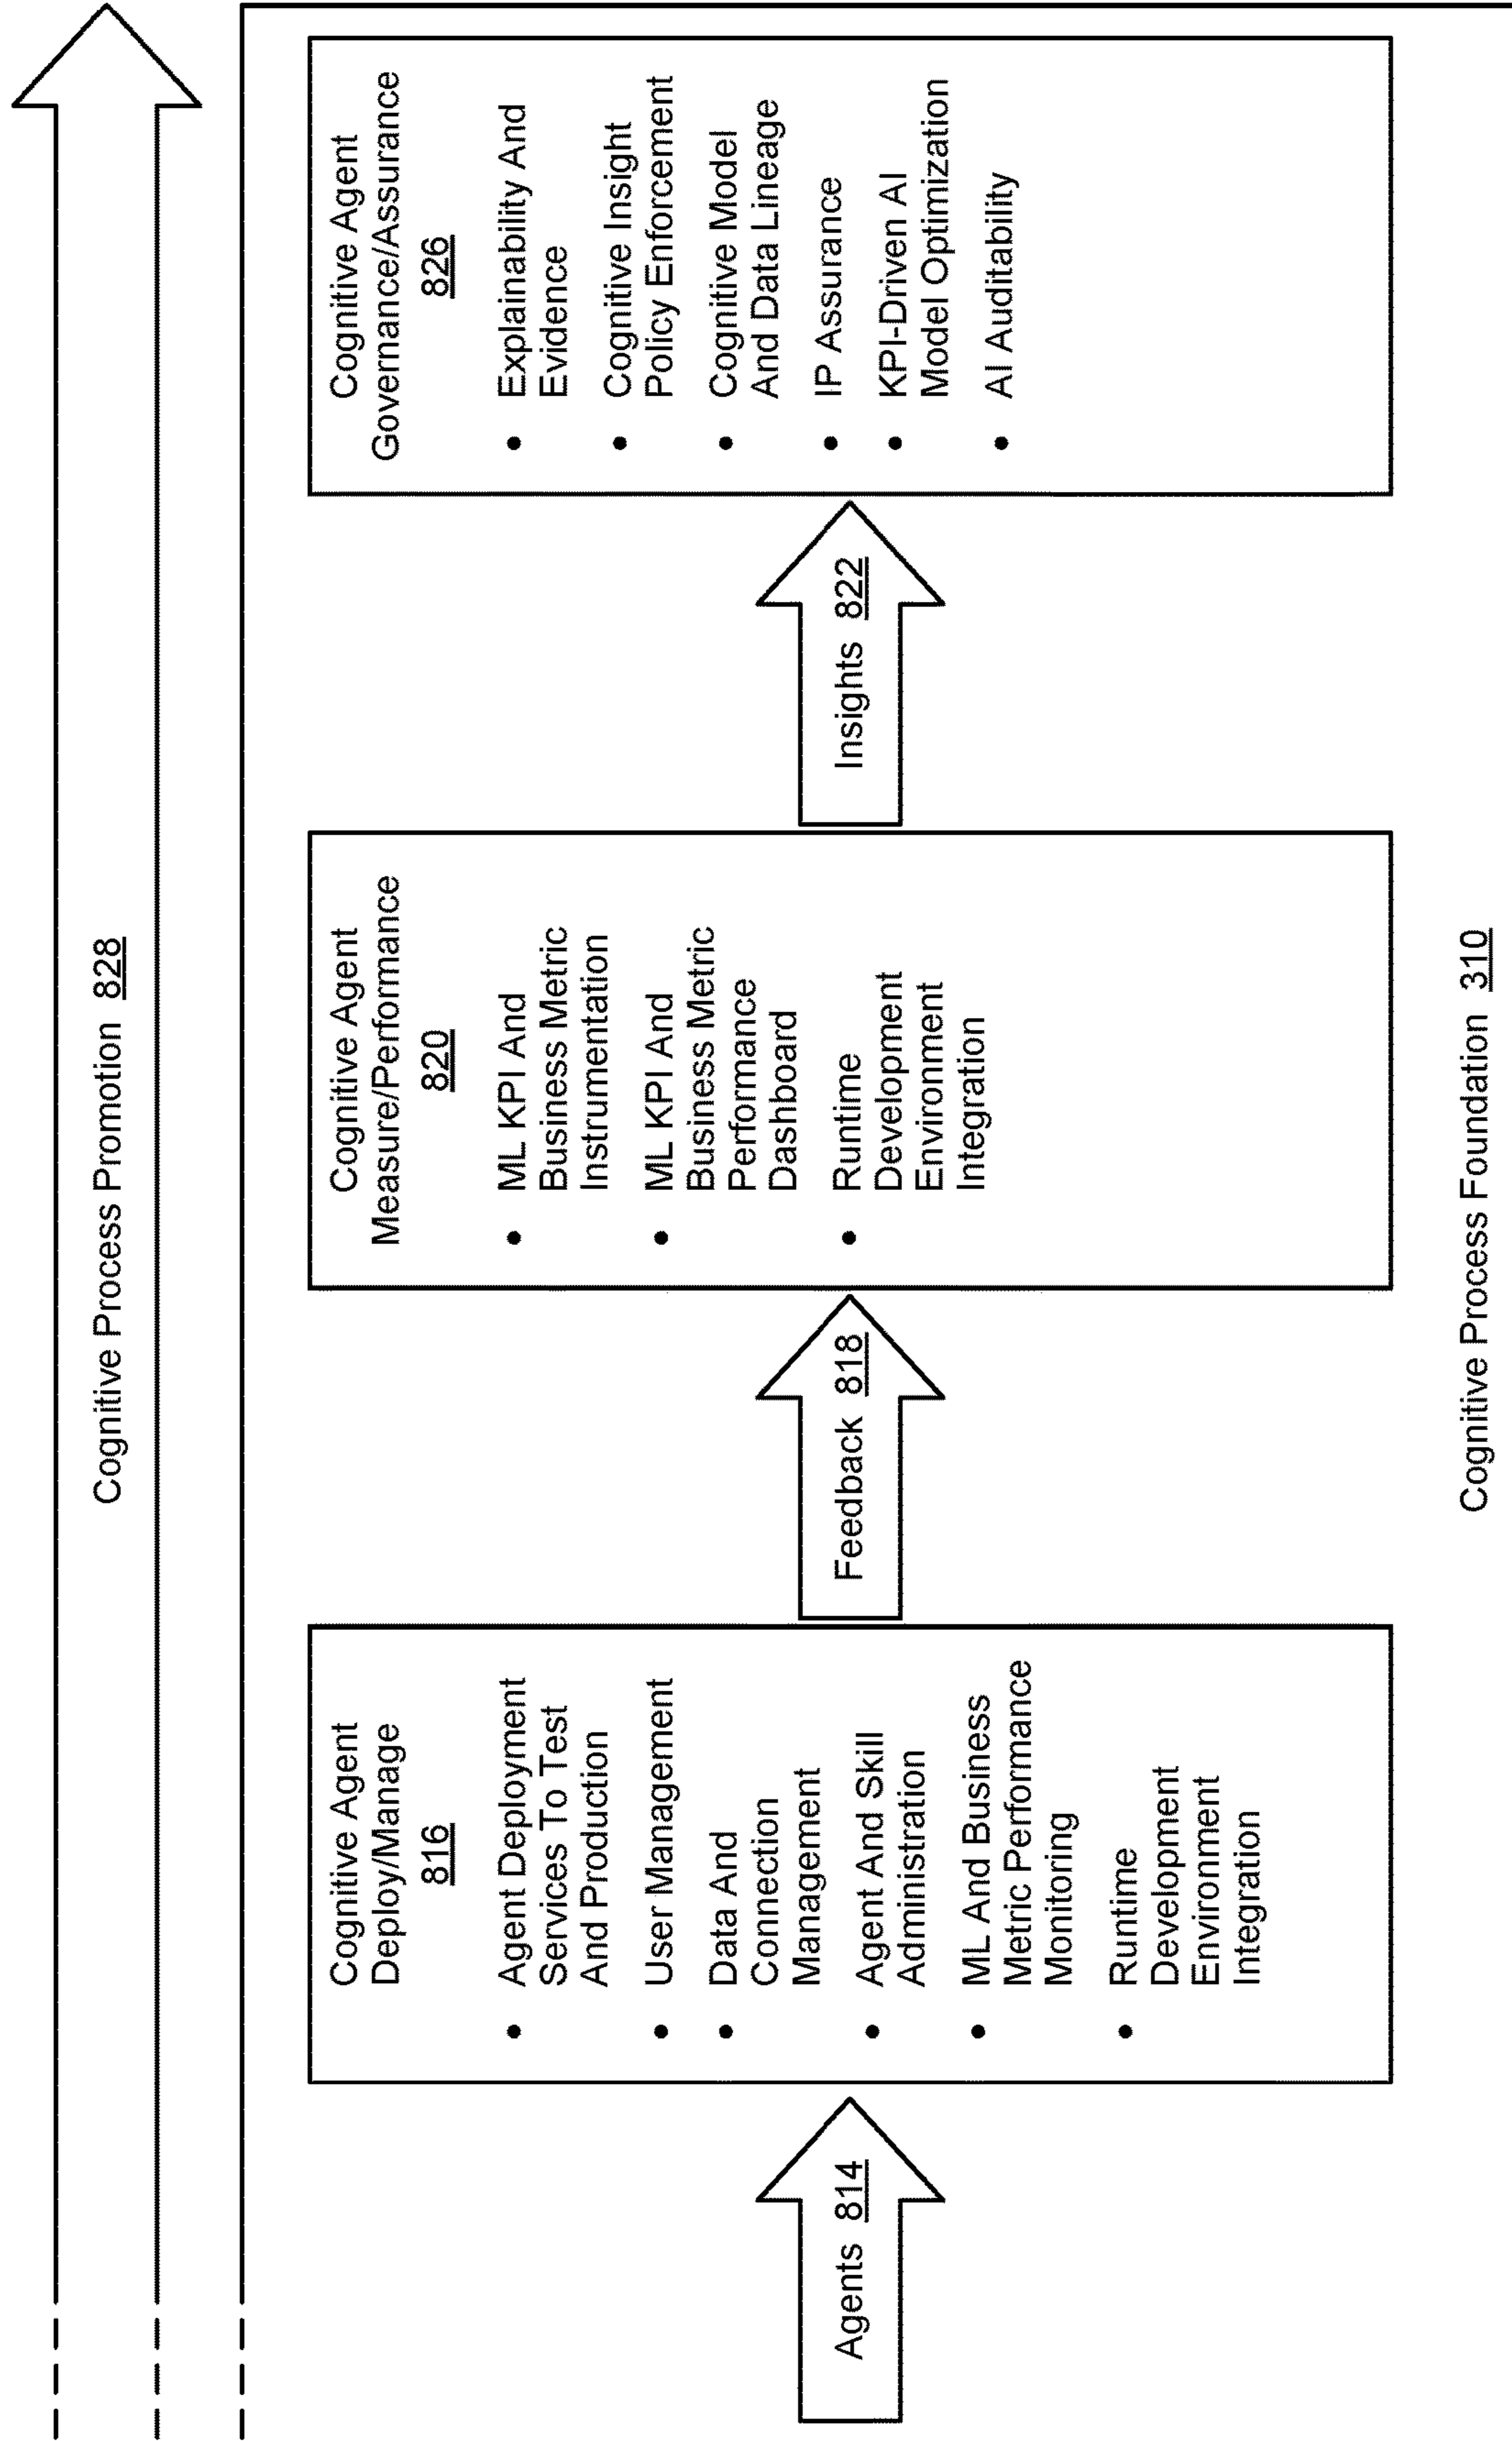 Cognitive Process Promotion 828
Agents 814
Cognitive Agent
Deploy/Manage
816
• Agent Deployment
Services To Test
And Production
• User Management
• Data And
Connection
Management
• Agent And Skill
Administration
• ML And Business
Metric Performance
Monitoring
• Runtime
Development
Environment
Integration
Feedback 818
Cognitive Agent
Measure/Performance
820
• ML KPI And
Business Metric
Instrumentation
• ML KPI And
Business Metric
Performance
Dashboard
• Runtime
Development
Environment
Integration
Insights 822
Cognitive Agent
Governance/Assurance
826
• Explainability And
Evidence
• Cognitive Insight
Policy Enforcement
• Cognitive Model
And Data Lineage
• IP Assurance
• KPI-Driven AI
Model Optimization
• AI Auditability
Cognitive Process Foundation 310